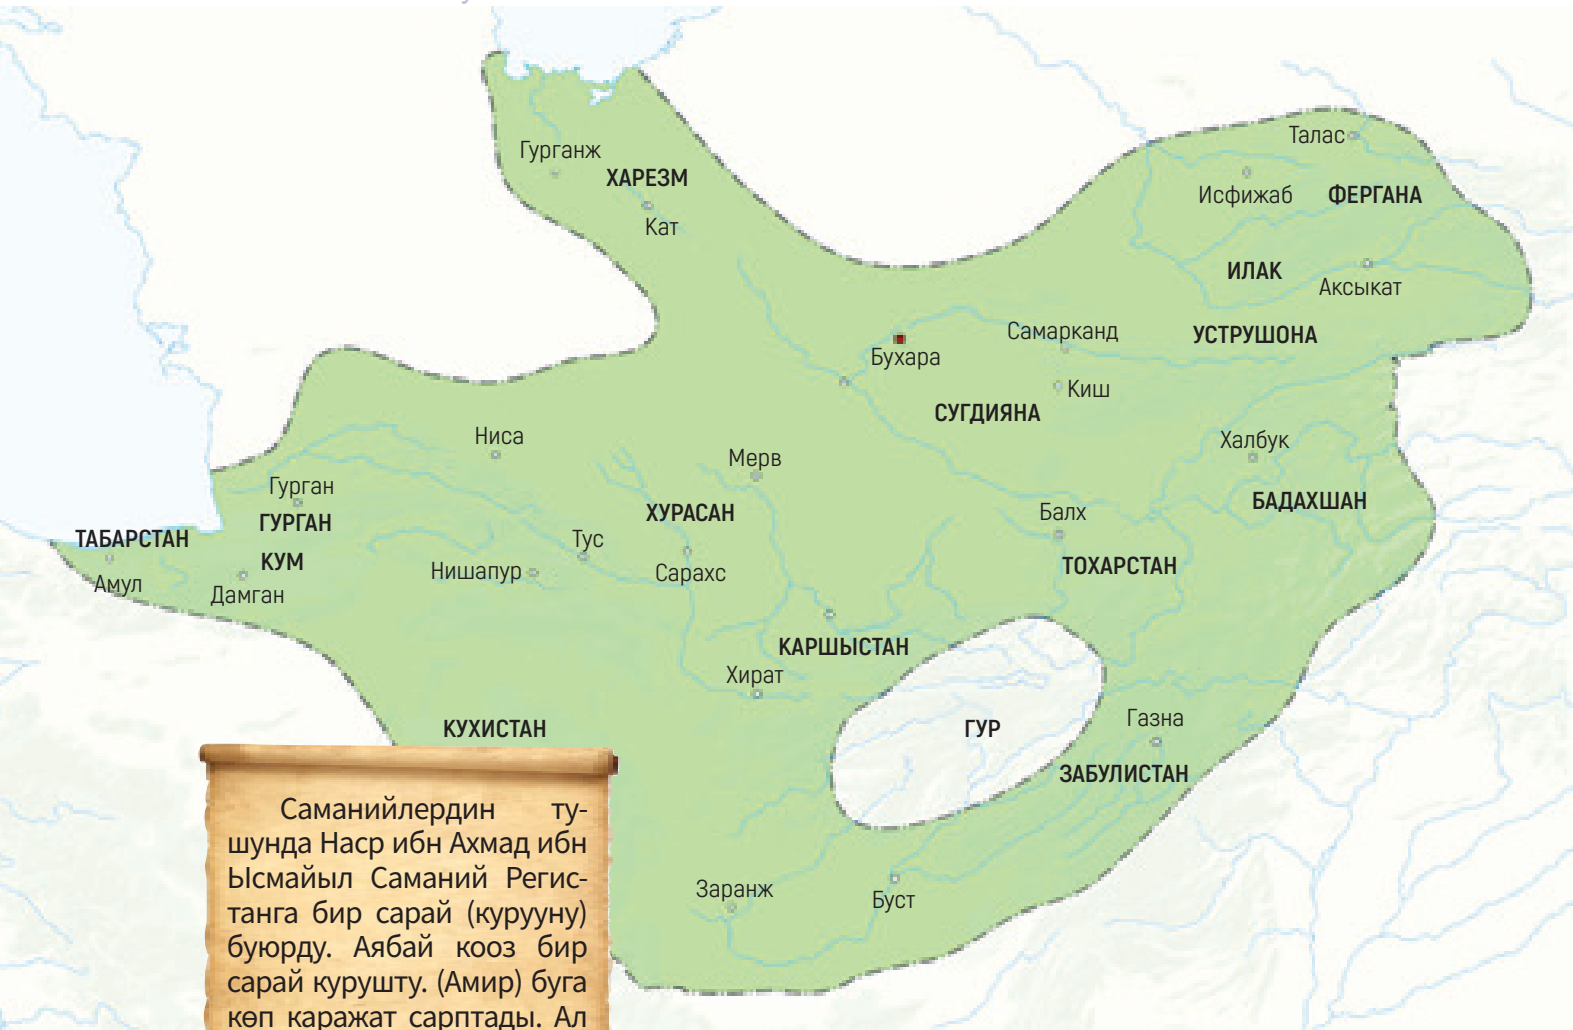 Талас
Гурганж
ХАРЕЗМ
Исфижаб
ФЕРГАНА
Кат
ИЛАК
Аксыкат
Самарканд
УСТРУШОНА
Бухара
Киш
СУГДИЯНА
Ниса
Халбук
Мерв
Гурган
БАДАХШАН
ХУРАСАН
Балх
ГУРГАН
ТАБАРСТАН
Тус
КУМ
ТОХАРСТАН
Нишапур
Сарахс
Амул
Дамган
КАРШЫСТАН
Хират
КУХИСТАН
ГУР
Газна
ЗАБУЛИСТАН
Заранж
Буст
Саманийлердин ту-
шунда Наср ибн Ахмад ибн
Ысмайыл Саманий Регис-
танга бир сарай (курууну)
буюрду. Аябай кооз бир
сарай курушту. (Амир) буга
көп каражат сарптады. Ал